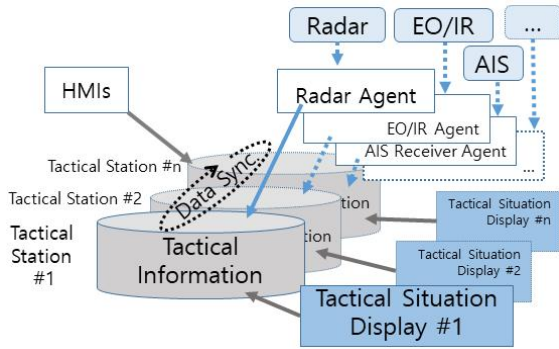 Radar
EO/IR
...
AIS
HMIs
Radar Agent
EO/IR Agent
AIS Receiver Agent
...
Tactical Station #n
Data Sync
Tactical Station #2
Tactical
Station
#1
Tactical
Information
Tactical Situation
Display #n
Tactical Situation
Display #2
Tactical Situation
Display #1